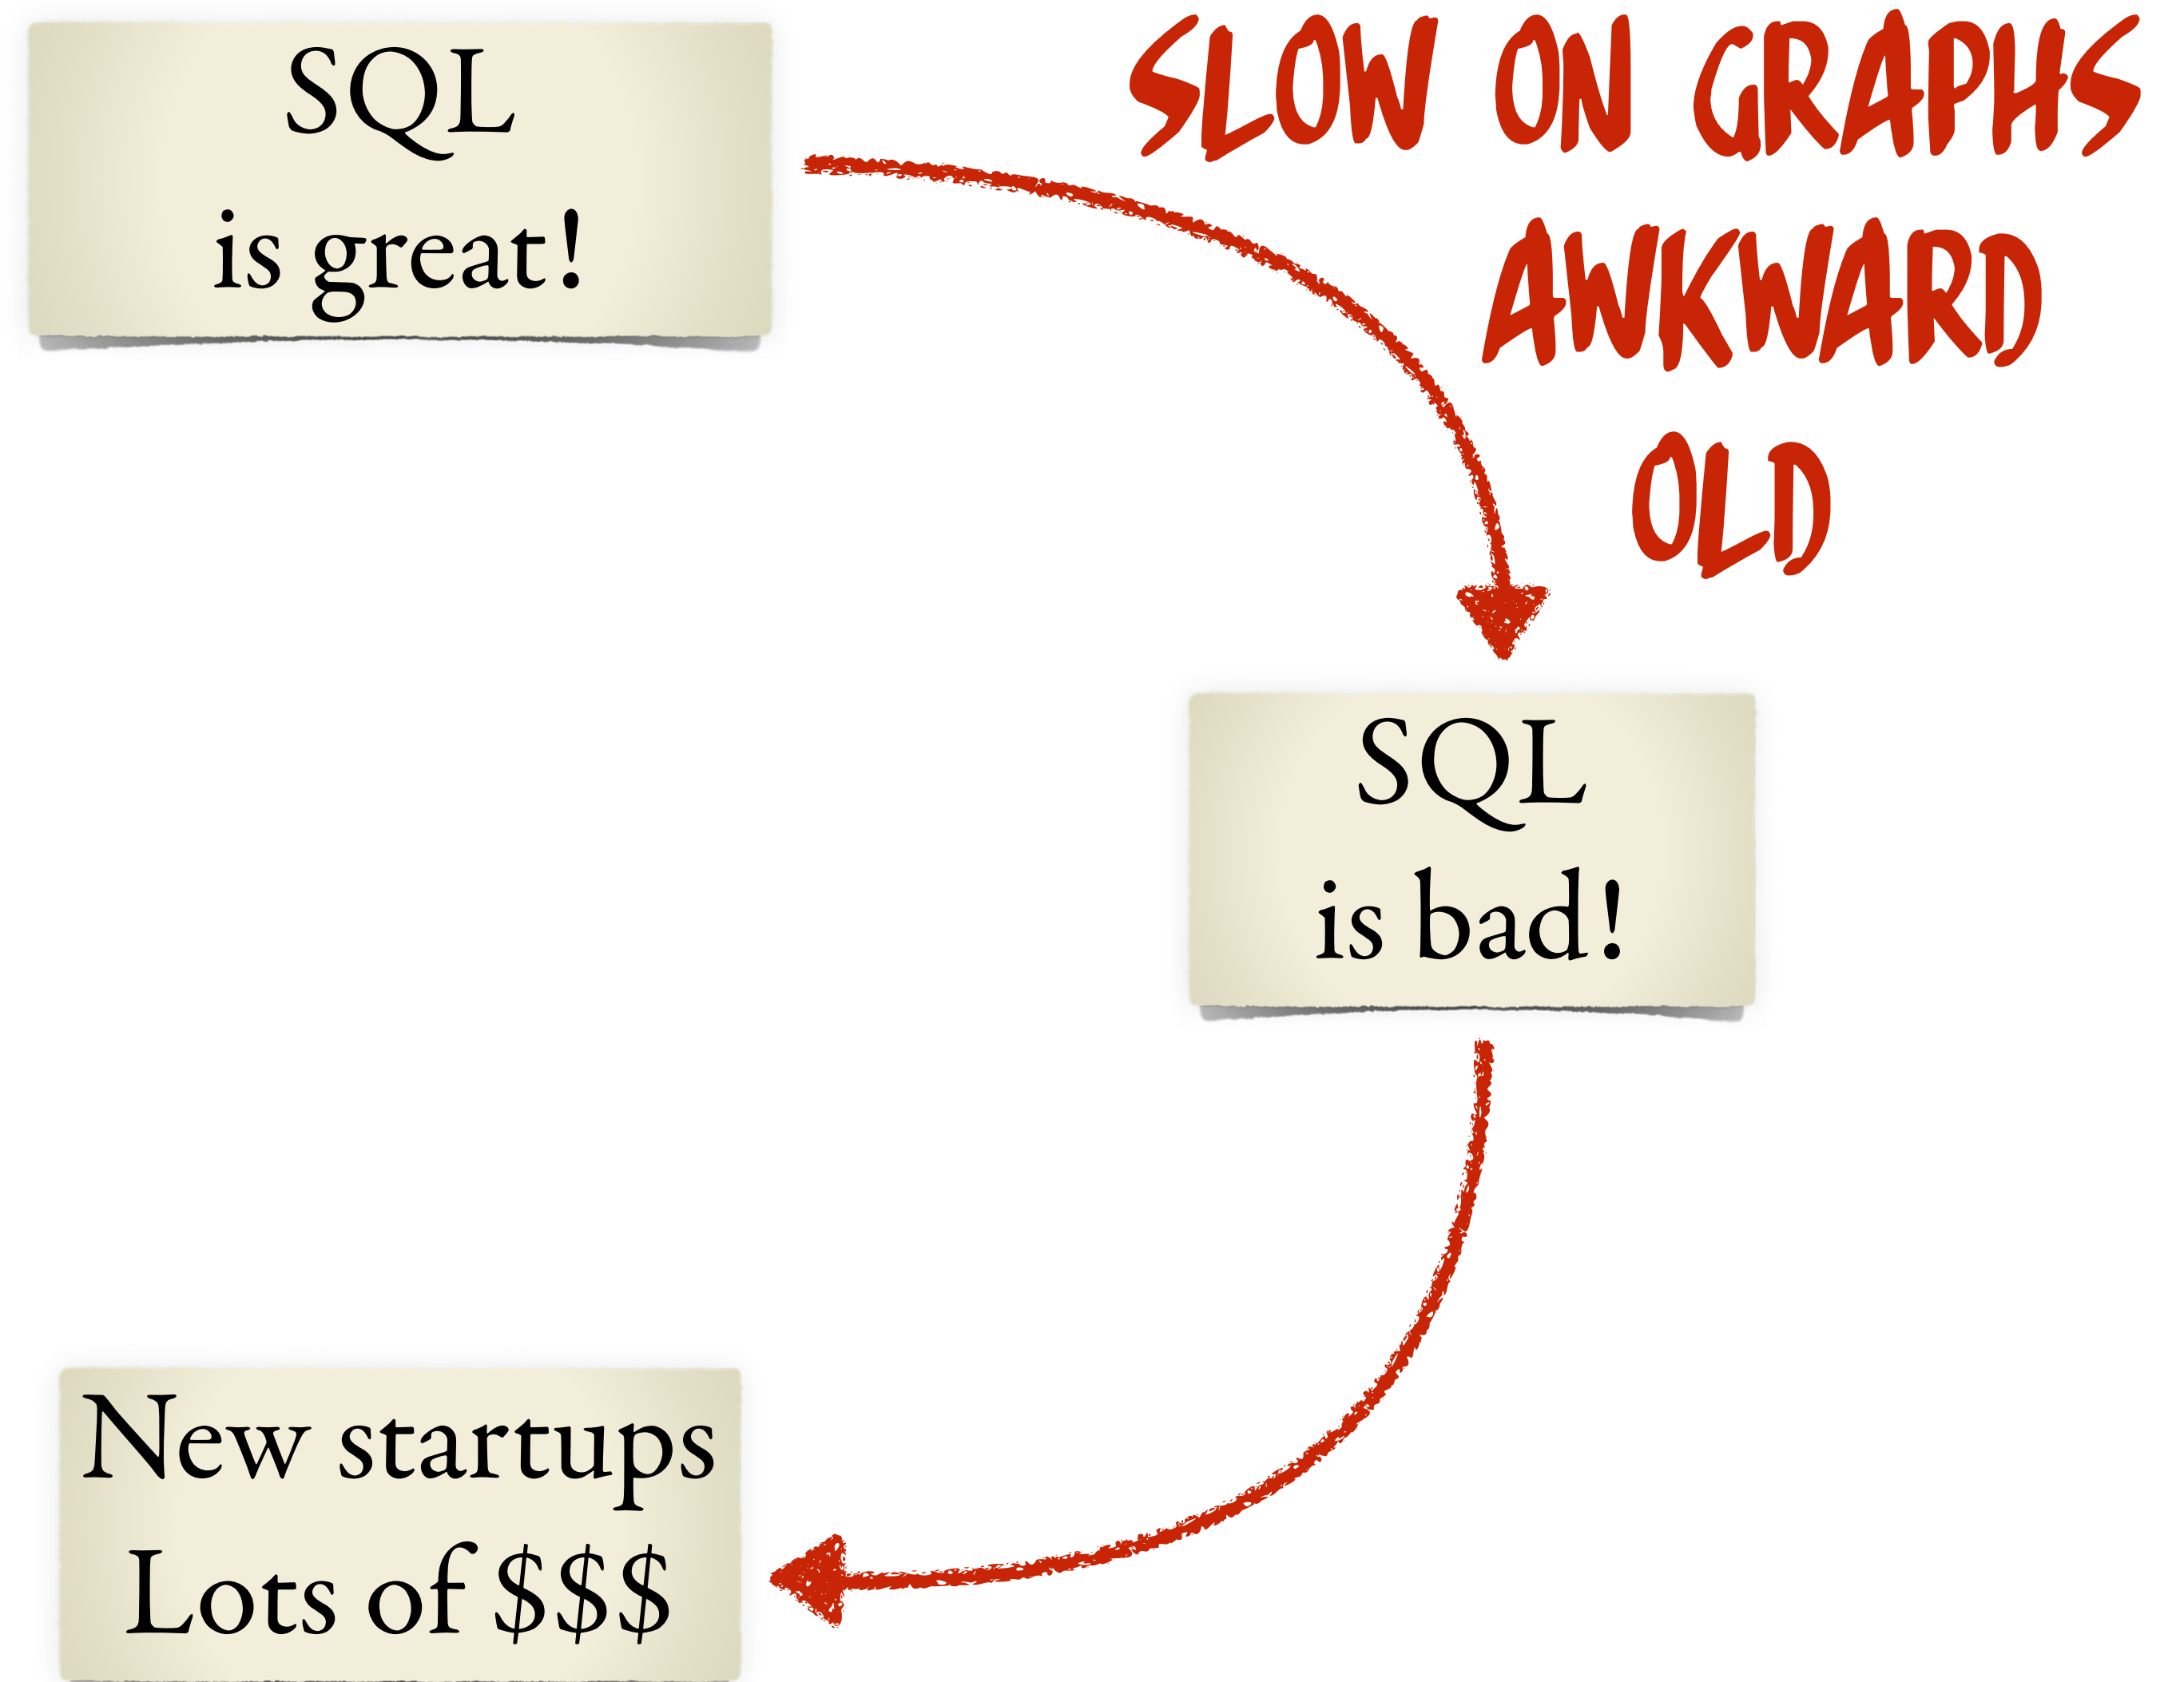 SQL
is great!
SLOW ON GRAPHS
AWKWARD
OLD
SQL
is bad!
New startups
Lots of $$$